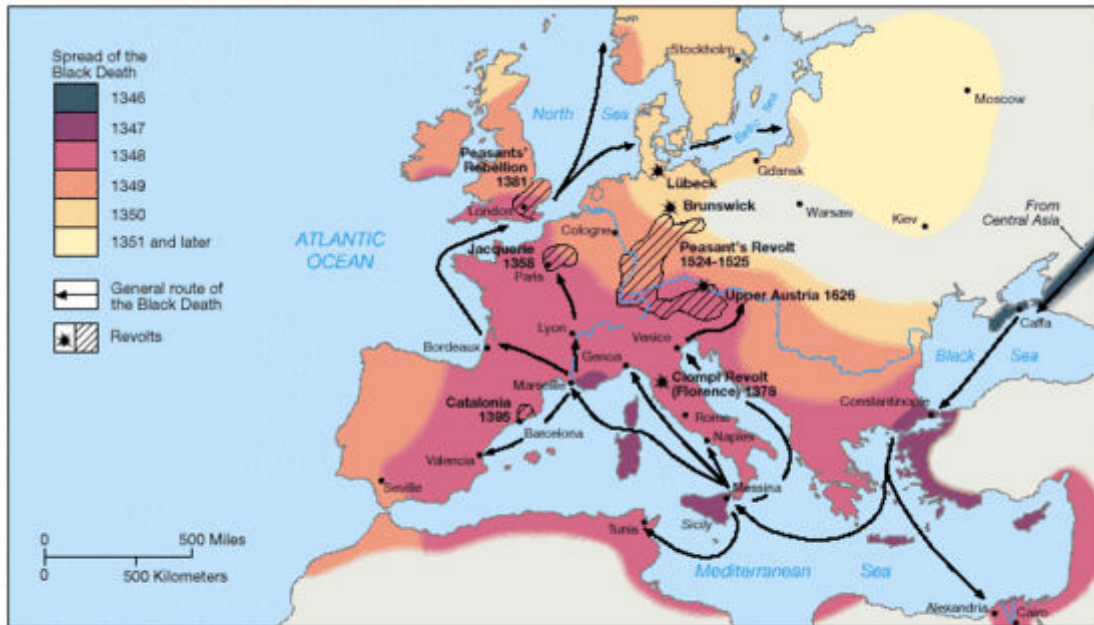 Spread of the
Black Death
1346
1347
1348
1349
1350
1351 and later
General route of
the Black Death
Revolts
500 Miles
0
500 Kilometers
0
ATLANTIC
OCEAN
North Sea
Baltic Sea
Stockholm
Moscow
Peasants'
Rebellion
1381
London
Lübeck
Gdansk
Brunswick
Warsaw
Kiev
From
Central Asia
Cologne
Jacquerie
1358
Paris
Peasant's Revolt
1524-1525
Upper Austria 1626
Caffa
Black Sea
Lyon
Venice
Bordeaux
Genoa
Marseille
Ciompi Revolt
(Florence) 1378
Constantinople
Catalonia
1395
Rome
Barcelona
Naples
Valencia
Seville
Messina
Sicily
Tunis
Mediterranean Sea
Alexandria
Cairo